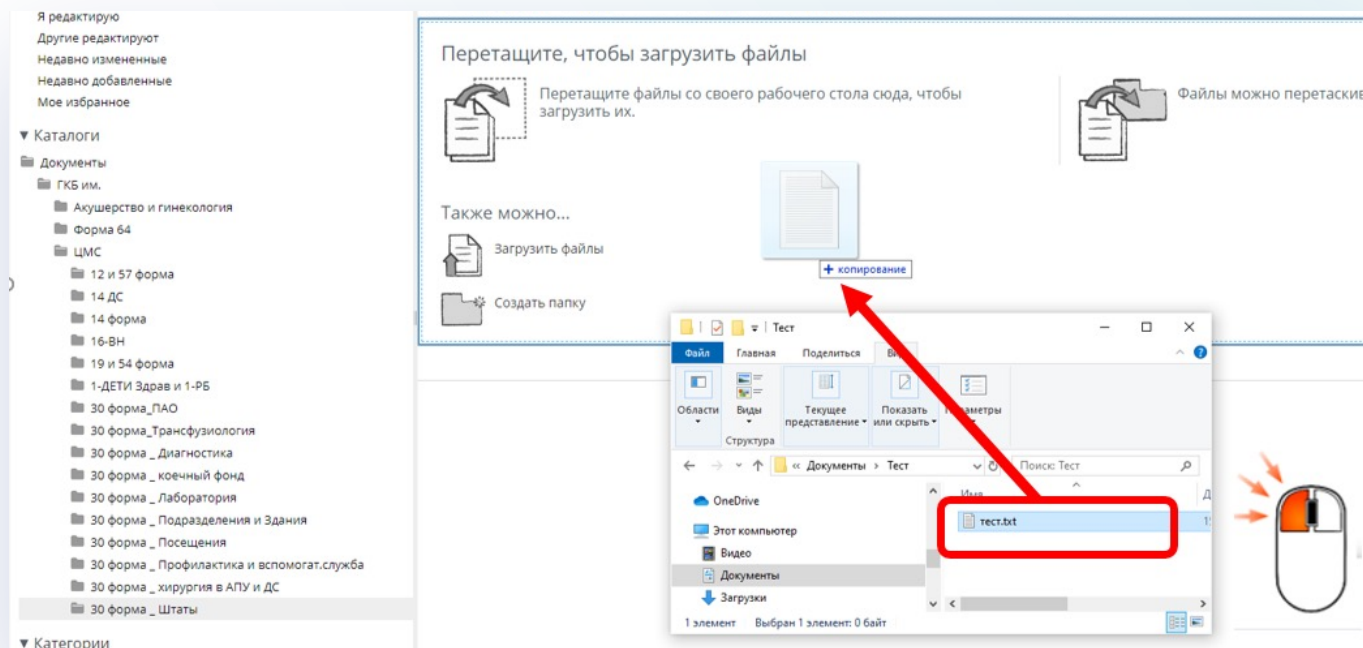 Я редактирую
Другие редактируют
Недавно измененные
Недавно добавленные
Мое избранное
Каталоги
Документы
ГКБ им.
Акушерство и гинекология
Форма 64
ЦМС
12 и 57 форма
14 ДС
14 форма
16-ВН
19 и 54 форма
1-ДЕТИ Здрав и 1-РБ
30 форма_ПАО
30 форма_Трансфузиология
30 форма _ Диагностика
30 форма _ коечный фонд
30 форма _ Лаборатория
30 форма _ Подразделения и Здания
30 форма _ Посещения
30 форма _ Профилактика и вспомогат.служба
30 форма _ хирургия в АПУ и ДС
30 форма _ Штаты
Категории
Перетащите, чтобы загрузить файлы
Перетащите файлы со своего рабочего стола сюда, чтобы
загрузить их.
Файлы можно перетаскив
Также можно...
Загрузить файлы
Создать папку
+ копирование
Тест
Файл Главная Поделиться
Области
Виды
Текущее
представление
Показать
или скрыть
Структура
« Документы › Тест
Поиск: Тест
OneDrive
Этот компьютер
Видео
Документы
Загрузки
Имя
тест.txt
1 элемент Выбран 1 элемент: 0 байт